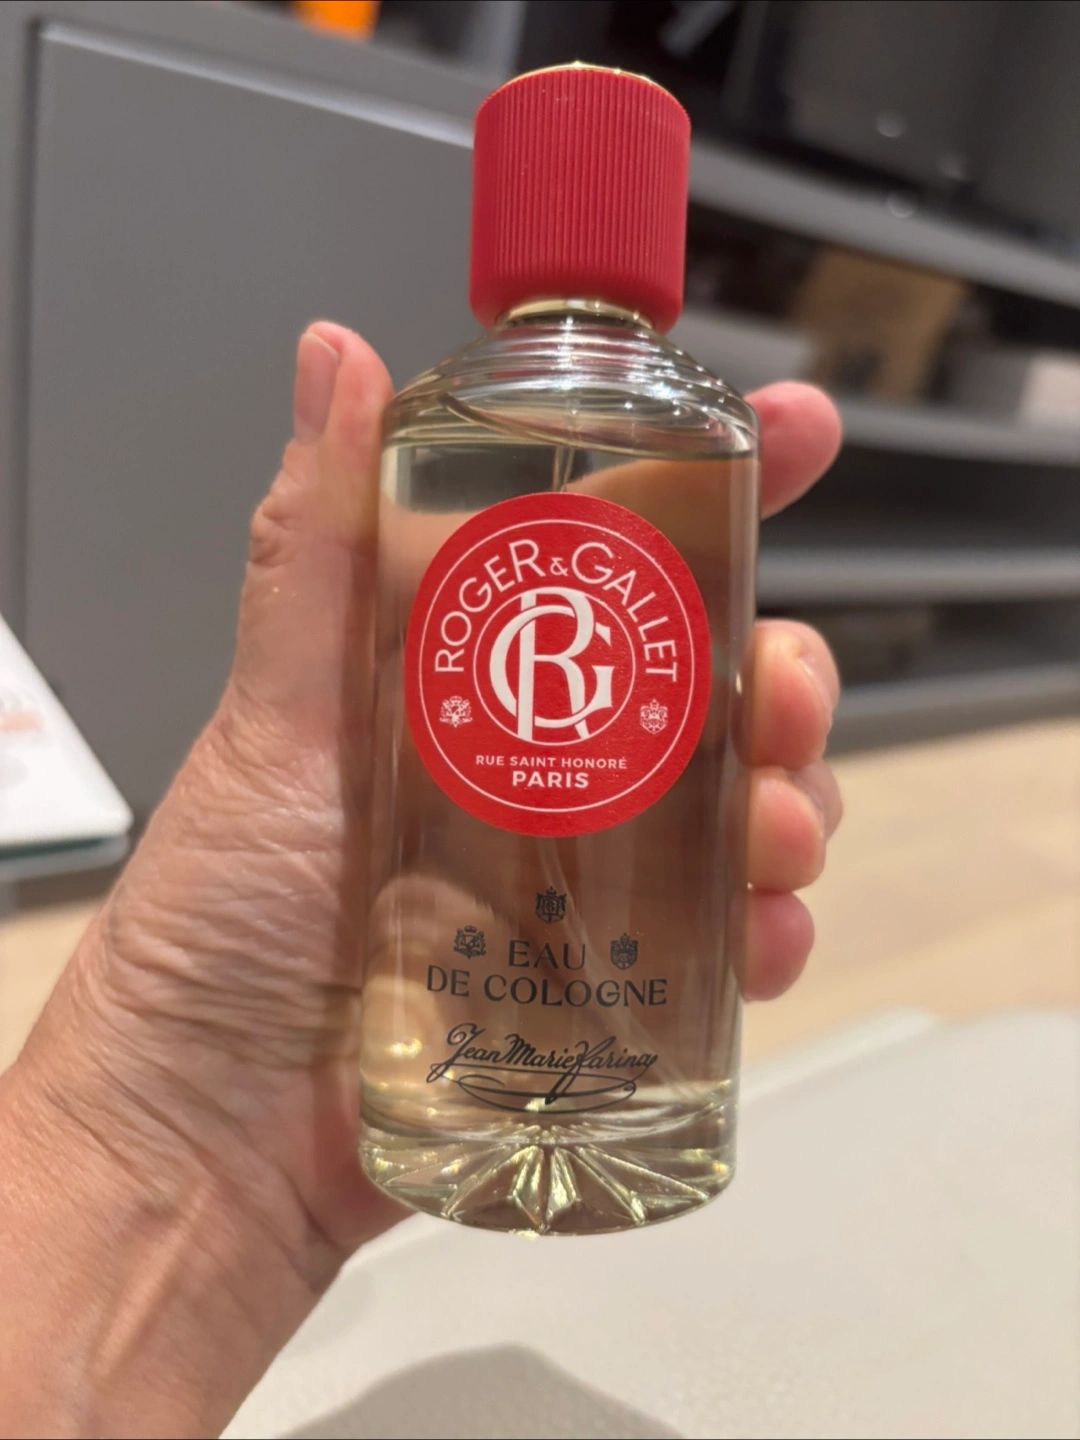 ROGER & GALLET
RG
RUE SAINT HONORÉ
PARIS
EAU
DE COLOGNE
Jean Marie Farina